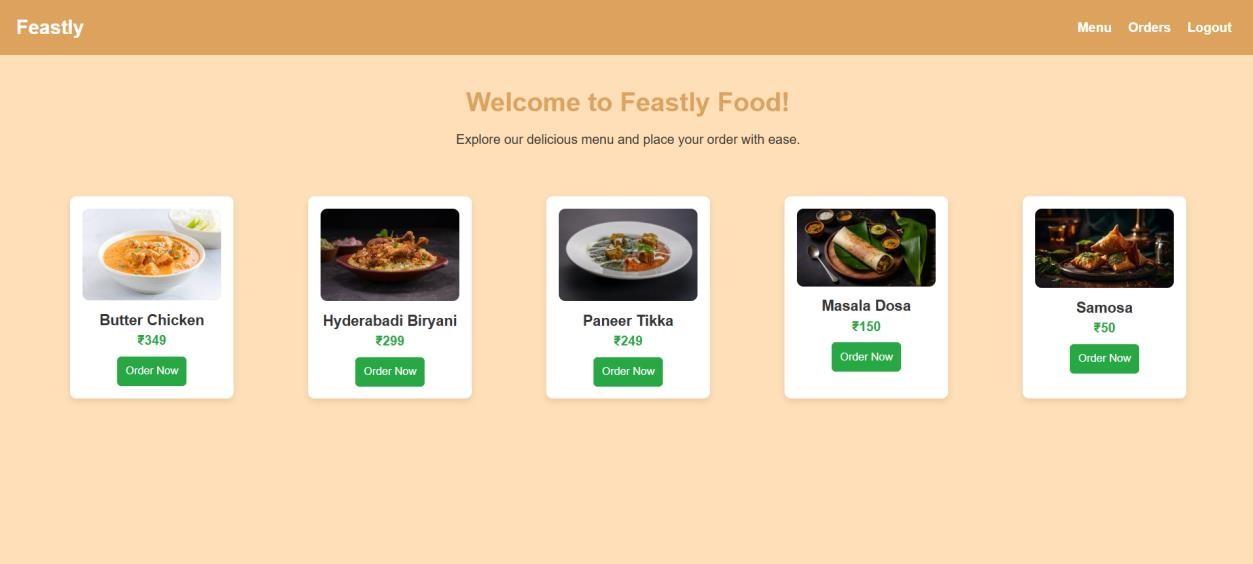 Feastly
Menu Orders Logout
Welcome to Feastly Food!
Explore our delicious menu and place your order with ease.
Butter Chicken
₹349
Order Now
Hyderabadi Biryani
₹299
Order Now
Paneer Tikka
₹249
Order Now
Masala Dosa
₹150
Order Now
Samosa
₹50
Order Now